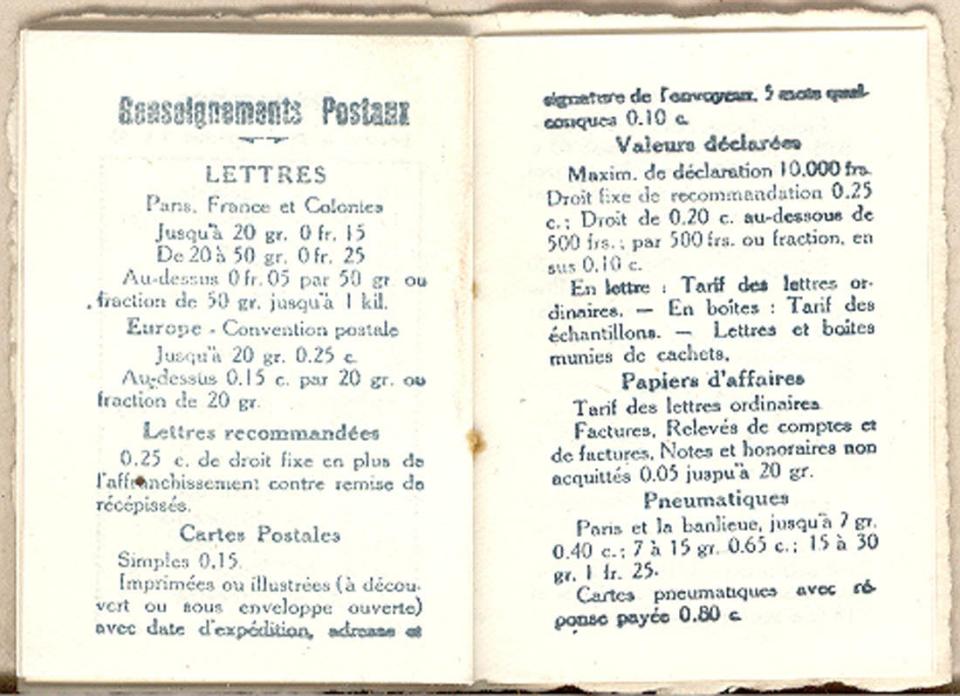 Renseignements Postaux
LETTRES
Paris, France et Colonies
Jusqu'à 20 gr. 0 fr. 15
De 20 à 50 gr. 0 fr. 25
Au-dessus 0 fr. 05 par 50 gr. ou
fraction de 50 gr. jusqu'à 1 kil.
Europe - Convention postale
Jusqu'à 20 gr. 0.25 c.
Au-dessus 0.15 c. par 20 gr. ou
fraction de 20 gr.
Lettres recommandées
0.25 c. de droit fixe en plus de
l'affranchissement contre remise de
récépissés.
Cartes Postales
Simples 0.15.
Imprimées ou illustrées (à décou-
vert ou sous enveloppe ouverte)
avec date d'expédition, adresse et
signature de l'envoyeur, 5 mots quel-
conques 0.10 c.
Valeurs déclarées
Maxim. de déclaration 10.000 frs.
Droit fixe de recommandation 0.25
c. ; Droit de 0.20 c. au-dessous de
500 frs. ; par 500 frs. ou fraction, en
sus 0.10 c.
En lettre : Tarif des lettres or-
dinaires. — En boîtes : Tarif des
échantillons. — Lettres et boîtes
munies de cachets.
Papiers d'affaires
Tarif des lettres ordinaires
Factures, Relevés de comptes et
de factures, Notes et honoraires non
acquittés 0.05 juspu'à 20 gr.
Pneumatiques
Paris et la banlieue, jusqu'à 7 gr.
0.40 c. ; 7 à 15 gr. 0.65 c. ; 15 à 30
gr. 1 fr. 25.
Cartes pneumatiques avec ré-
ponse payée 0.80 c.